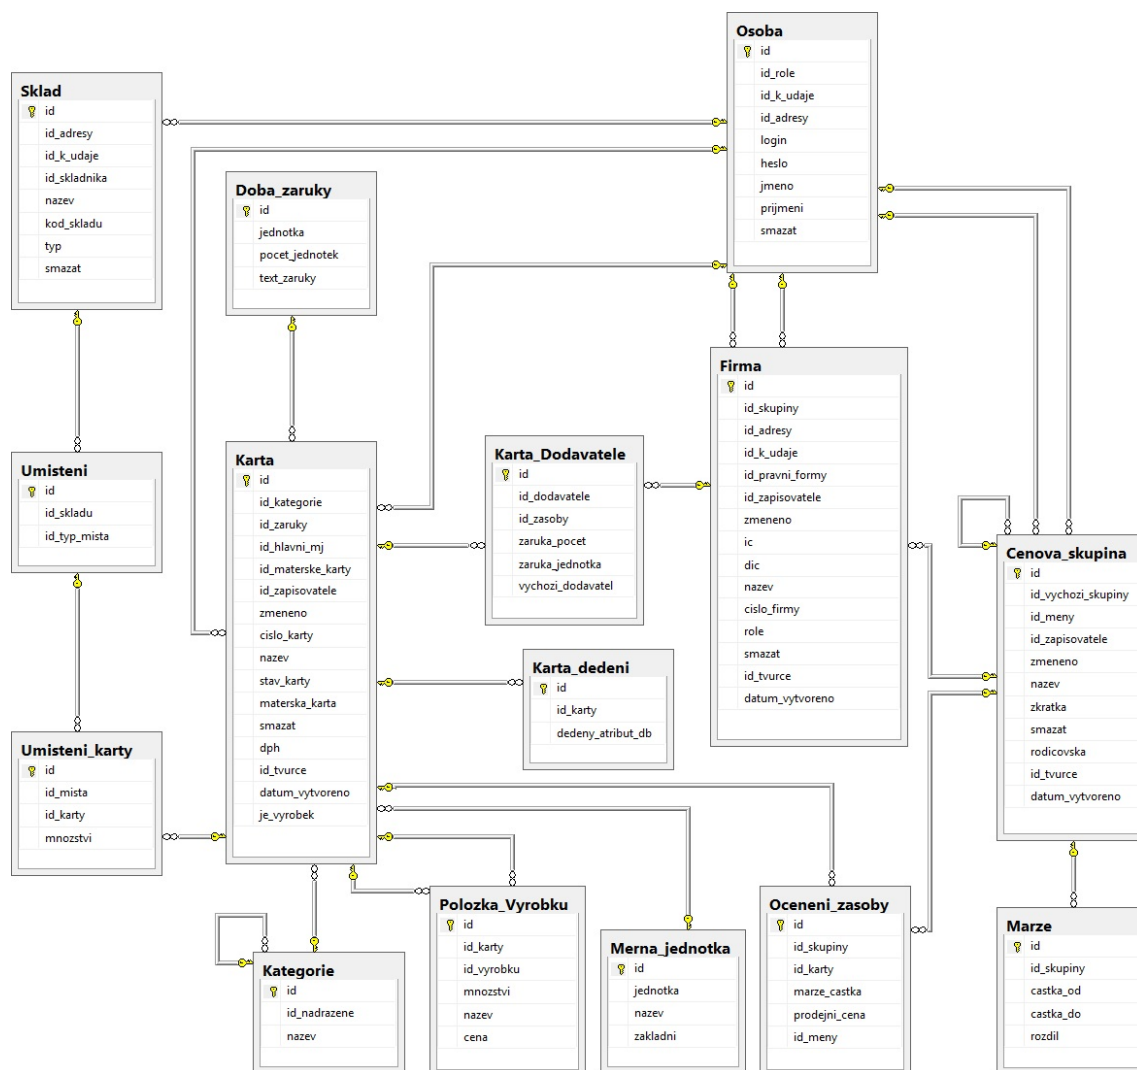 Osoba
id
id_role
id_k_udaje
id_adresy
login
heslo
jmeno
prijmeni
smazat
Sklad
id
id_adresy
id_k_udaje
id_skladnika
nazev
kod_skladu
typ
smazat
Doba_zaruky
id
jednotka
pocet_jednotek
text_zaruky
Firma
id
id_skupiny
id_adresy
id_k_udaje
id_pravni_formy
id_zapisovatele
zmeneno
ic
dic
nazev
cislo_firmy
role
smazat
id_tvurce
datum_vytvoreno
Karta
id
id_kategorie
id_zaruky
id_hlavni_mj
id_materske_karty
id_zapisovatele
zmeneno
cislo_karty
nazev
stav_karty
materska_karta
smazat
dph
id_tvurce
datum_vytvoreno
je_vyrobek
Karta_Dodavatele
id
id_dodavatele
id_zasoby
zaruka_pocet
zaruka_jednotka
vychozi_dodavatel
Umisteni
id
id_skladu
id_typ_mista
Cenova_skupina
id
id_vychozi_skupiny
id_meny
id_zapisovatele
zmeneno
nazev
zkratka
smazat
rodicovska
id_tvurce
datum_vytvoreno
Karta_dedeni
id
id_karty
dedeny_atribut_db
Umisteni_karty
id
id_mista
id_karty
mnozstvi
Kategorie
id
id_nadrazene
nazev
Polozka_Vyrobku
id
id_karty
id_vyrobku
mnozstvi
nazev
cena
Merna_jednotka
id
jednotka
nazev
zakladni
Oceneni_zasoby
id
id_skupiny
id_karty
marze_castka
prodejni_cena
id_meny
Marze
id
id_skupiny
castka_od
castka_do
rozdil